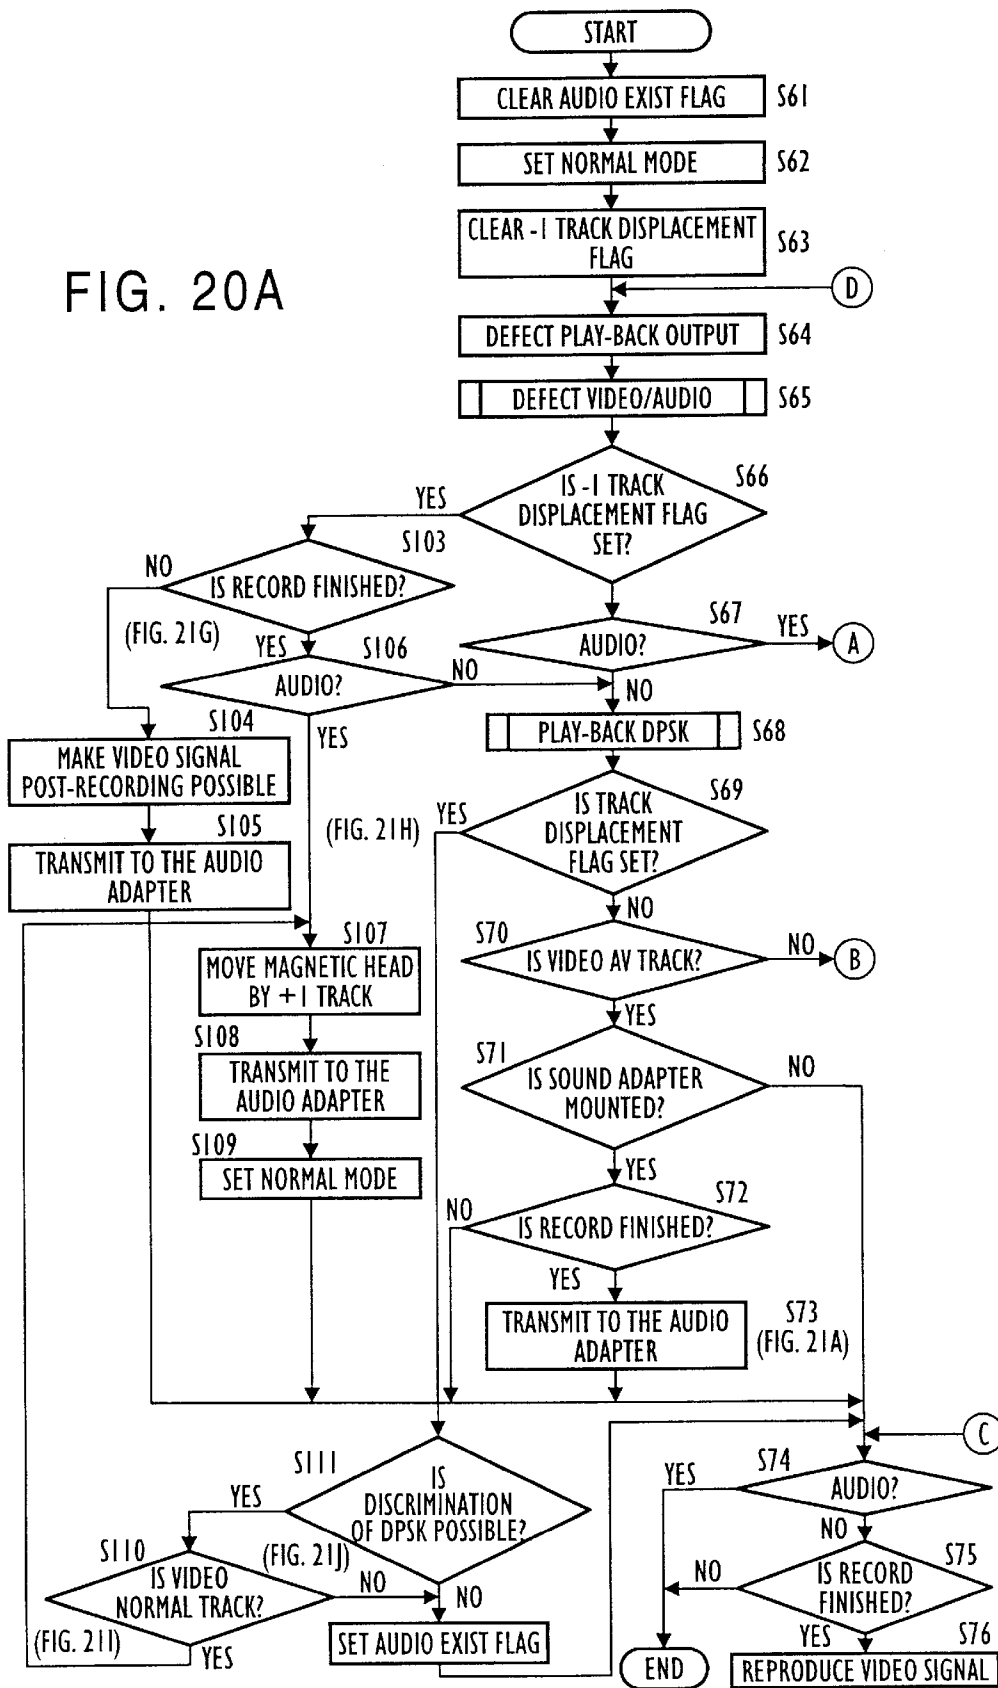 START
CLEAR AUDIO EXIST FLAG
S61
SET NORMAL MODE
S62
CLEAR -1 TRACK DISPLACEMENT
FLAG
S63
FIG. 20A
D
DEFECT PLAY-BACK OUTPUT
S64
DEFECT VIDEO/AUDIO
S65
S66
IS -1 TRACK
DISPLACEMENT FLAG
SET?
YES
S103
NO
IS RECORD FINISHED?
(FIG. 21G)
YES
S106
AUDIO?
NO
YES
S67
AUDIO?
YES
A
NO
S104
MAKE VIDEO SIGNAL
POST-RECORDING POSSIBLE
S105
TRANSMIT TO THE AUDIO
ADAPTER
PLAY-BACK DPSK
S68
S69
IS TRACK
DISPLACEMENT
FLAG SET?
YES
(FIG. 21H)
NO
S107
MOVE MAGNETIC HEAD
BY +1 TRACK
S108
TRANSMIT TO THE
AUDIO ADAPTER
S109
SET NORMAL MODE
S70
IS VIDEO AV TRACK?
NO
B
YES
S71
IS SOUND ADAPTER
MOUNTED?
NO
YES
S72
NO
IS RECORD FINISHED?
YES
TRANSMIT TO THE AUDIO
ADAPTER
S73
(FIG. 21A)
C
S111
IS
DISCRIMINATION
OF DPSK POSSIBLE?
YES
(FIG. 21J)
NO
S110
IS VIDEO
NORMAL TRACK?
NO
(FIG. 21I)
YES
SET AUDIO EXIST FLAG
S74
YES
AUDIO?
NO
S75
NO
IS RECORD
FINISHED?
YES
S76
END
REPRODUCE VIDEO SIGNAL